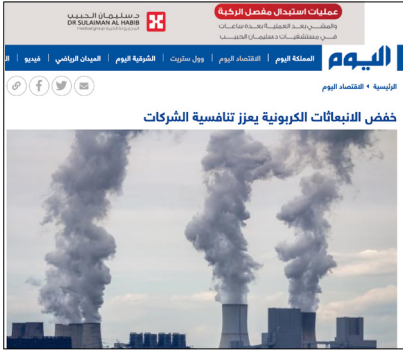 عمليات استبدال مفصل الركبة
والمشي بعد العملية بعدة ساعات
في مستشفيات د. سليمان الحبيب
د. سليمان الحبيب
DR SULAIMAN AL HABIB
اليوم
المملكة اليوم | الاقتصاد اليوم | وول ستريت | الشرقية اليوم | الميدان الرياضي | فيديو
الرئيسية
الاقتصاد اليوم
خفض الانبعاثات الكربونية يعزز تنافسية الشركات